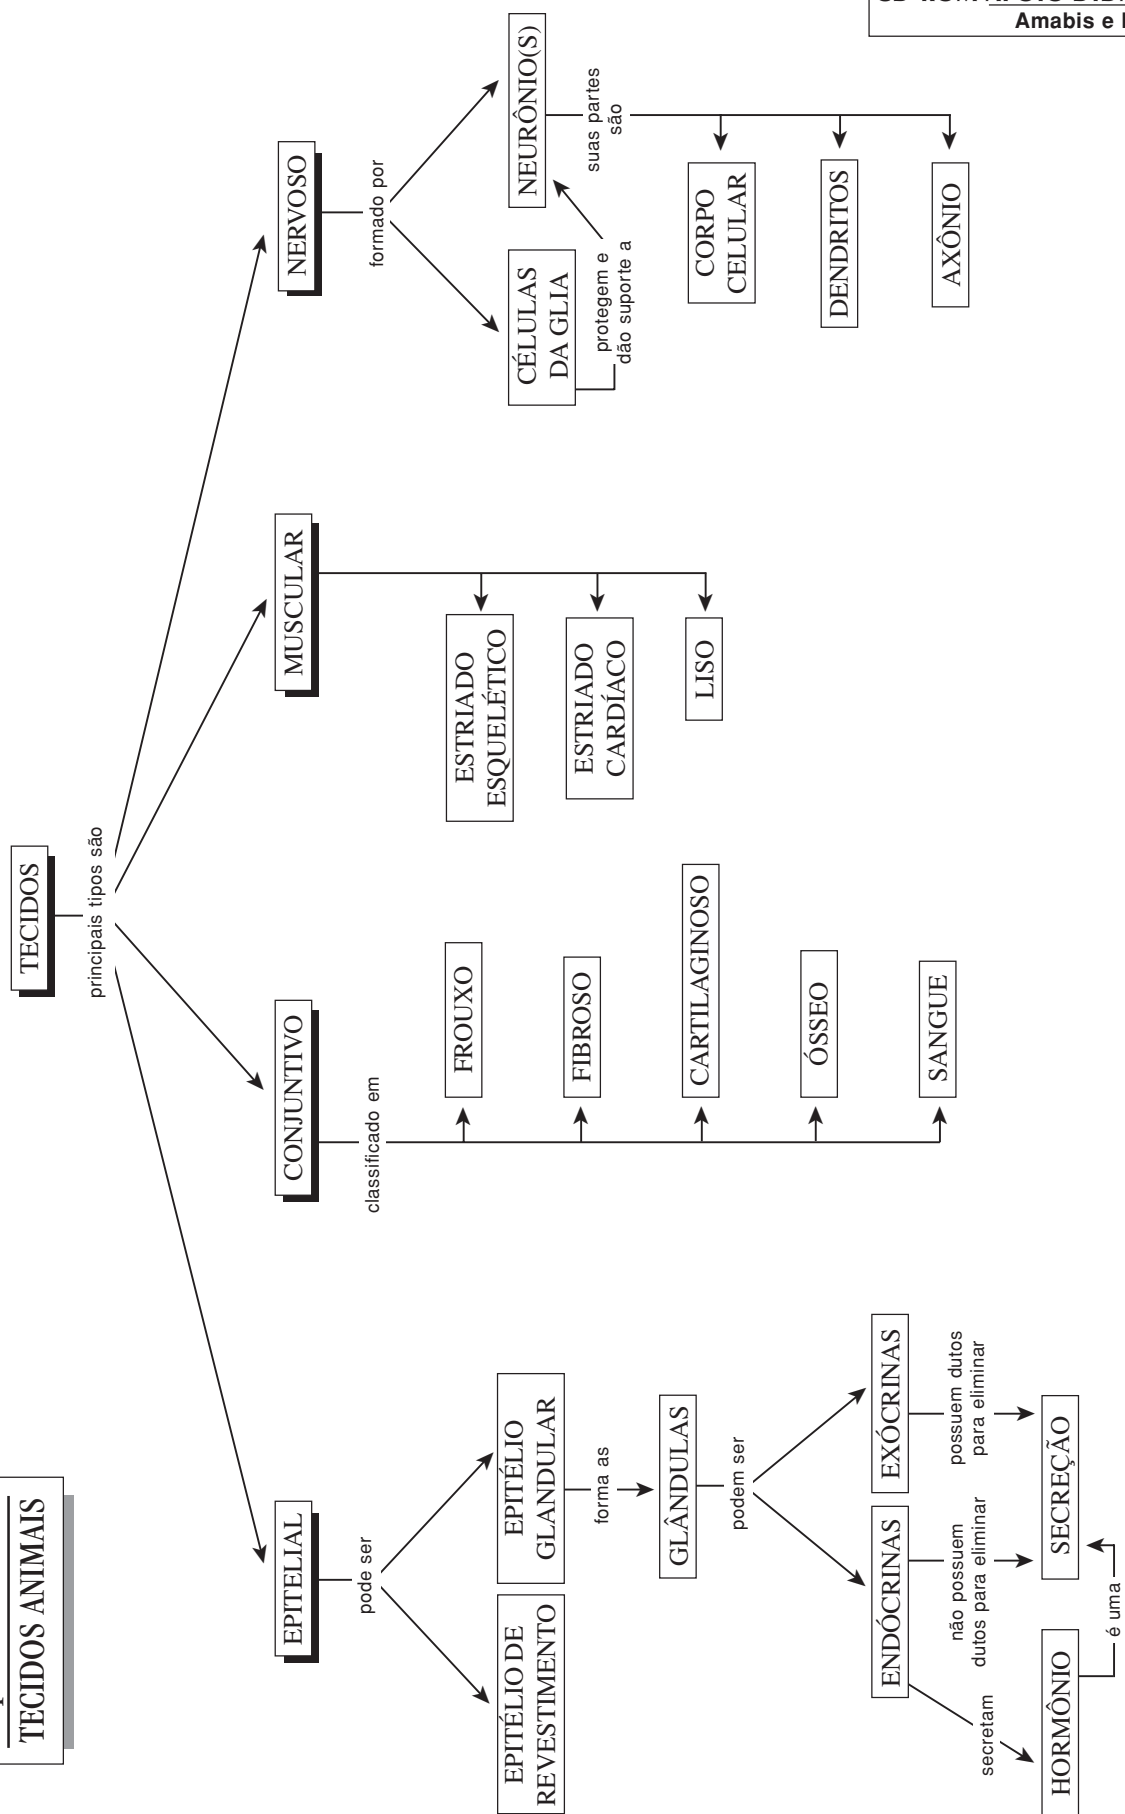 TECIDOS ANIMAIS
Amabis e
TECIDOS
principais tipos são
EPITELIAL
pode ser
EPITÉLIO DE
REVESTIMENTO
EPITÉLIO
GLANDULAR
forma as
GLÂNDULAS
podem ser
ENDÓCRINAS
EXÓCRINAS
secretam
não possuem
dutos para eliminar
possuem dutos
para eliminar
HORMÔNIO
é uma
SECREÇÃO
CONJUNTIVO
classificado em
FROUXO
FIBROSO
CARTILAGINOSO
ÓSSEO
SANGUE
MUSCULAR
ESTRIADO
ESQUELÉTICO
ESTRIADO
CARDÍACO
LISO
NERVOSO
formado por
CÉLULAS
DA GLIA
protegem e
dão suporte a
NEURÔNIO(S)
suas partes
são
CORPO
CELULAR
DENDRITOS
AXÔNIO